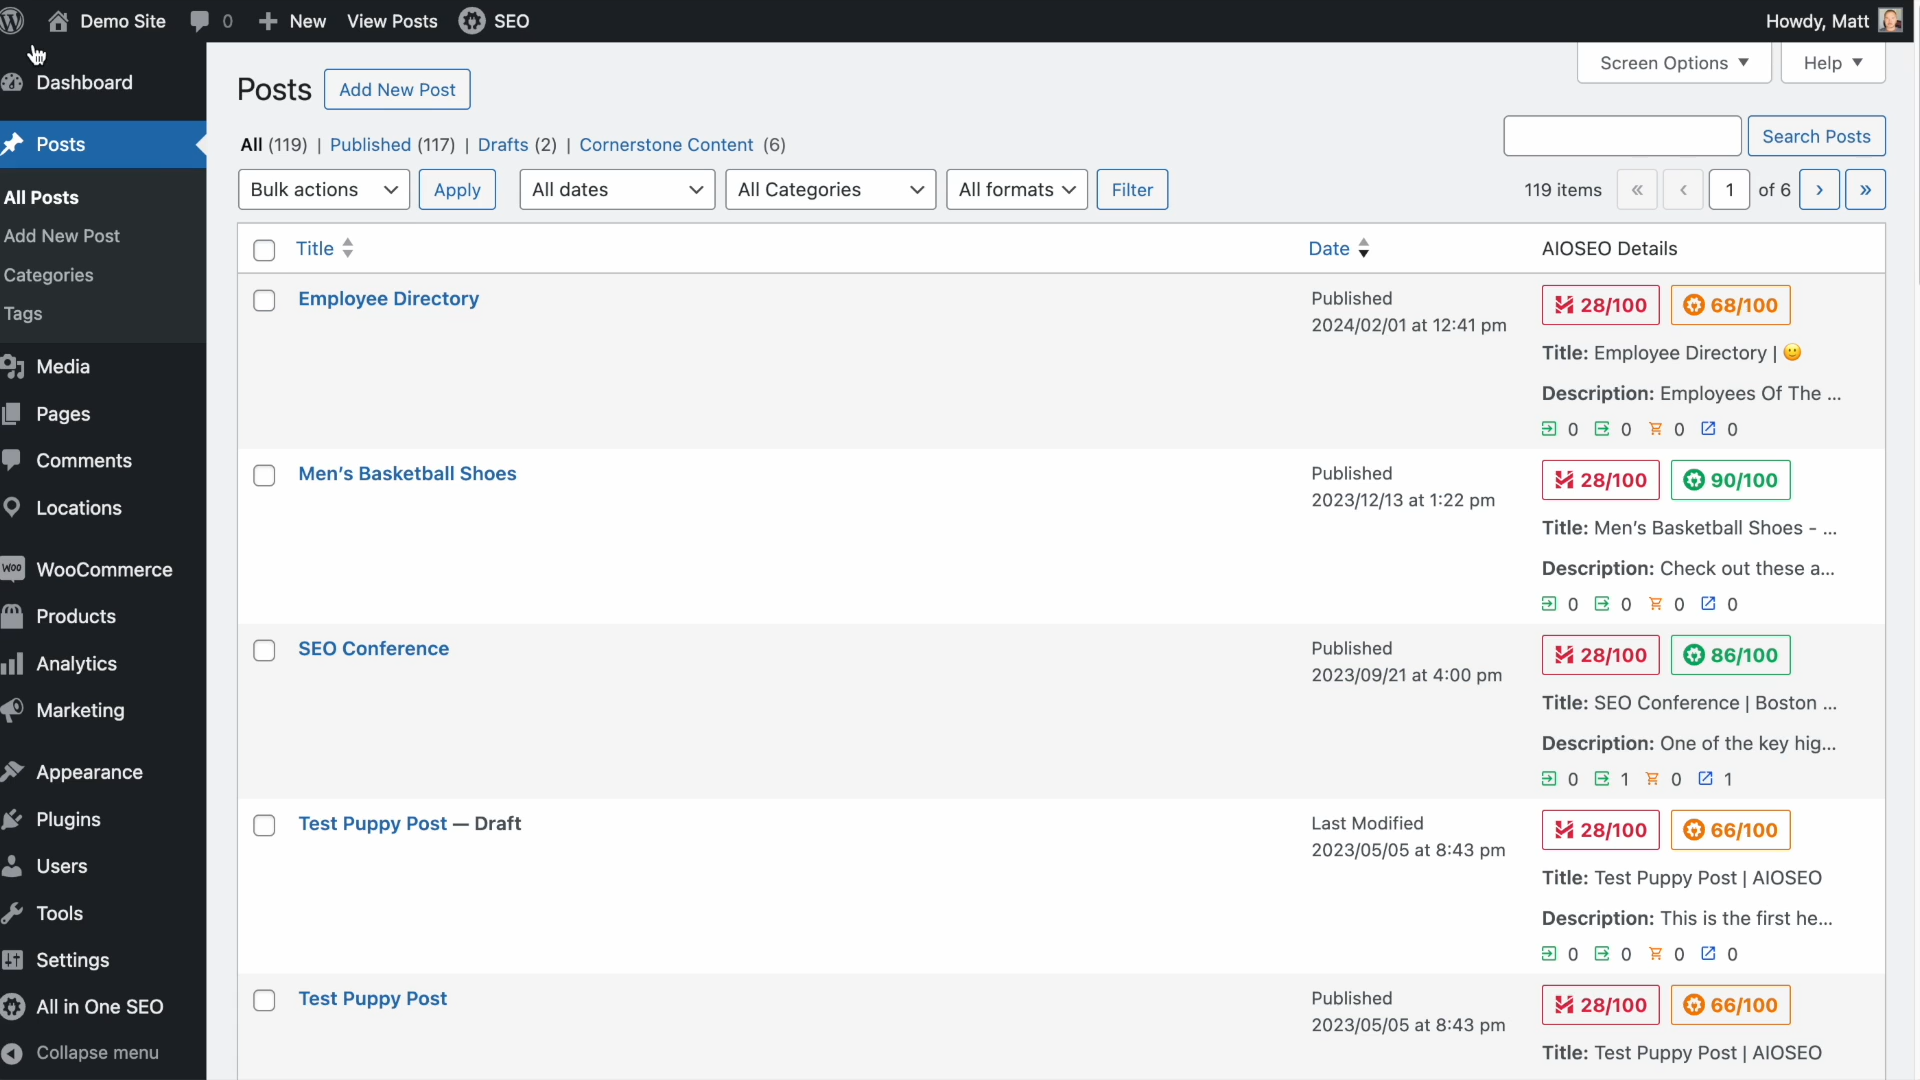 Demo Site 0 New View Posts SEO Howdy, Matt
Dashboard
Posts
All Posts
Add New Post
Categories
Tags
Media
Pages
Comments
Locations
WOO WooCommerce
Products
Analytics
Marketing
Appearance
Plugins
Users
Tools
Settings
All in One SEO
Collapse menu
Screen Options Help
Posts Add New Post
All (119) | Published (117) | Drafts (2) | Cornerstone Content (6)
Search Posts
Bulk actions Apply All dates All Categories All formats Filter 119 items « ‹ 1 of 6 › »
Title Date AIOSEO Details
Employee Directory
Published
2024/02/01 at 12:41 pm
28/100 68/100
Title: Employee Directory | 🙂
Description: Employees Of The ...
0 0 0 0
Men's Basketball Shoes
Published
2023/12/13 at 1:22 pm
28/100 90/100
Title: Men's Basketball Shoes - ...
Description: Check out these a...
0 0 0 0
SEO Conference
Published
2023/09/21 at 4:00 pm
28/100 86/100
Title: SEO Conference | Boston ...
Description: One of the key hig...
0 1 0 1
Test Puppy Post — Draft
Last Modified
2023/05/05 at 8:43 pm
28/100 66/100
Title: Test Puppy Post | AIOSEO
Description: This is the first he...
0 0 0 0
Test Puppy Post
Published
2023/05/05 at 8:43 pm
28/100 66/100
Title: Test Puppy Post | AIOSEO